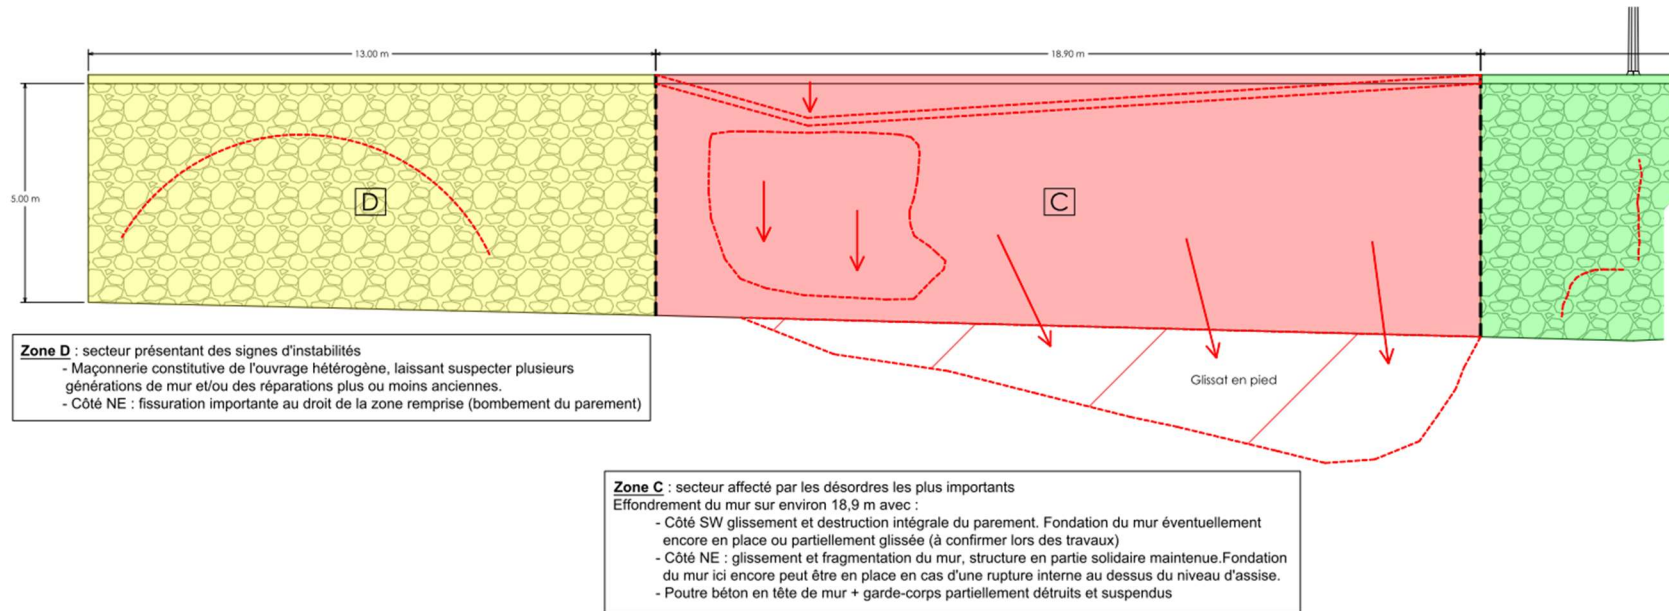 13.00 m
18.90 m
5.00 m
D
C
Glissat en pied
Zone D : secteur présentant des signes d'instabilités
- Maçonnerie constitutive de l'ouvrage hétérogène, laissant suspecter plusieurs
générations de mur et/ou des réparations plus ou moins anciennes.
- Côté NE : fissuration importante au droit de la zone remprise (bombement du parement)
Zone C : secteur affecté par les désordres les plus importants
Effondrement du mur sur environ 18,9 m avec :
- Côté SW glissement et destruction intégrale du parement. Fondation du mur éventuellement
encore en place ou partiellement glissée (à confirmer lors des travaux)
- Côté NE : glissement et fragmentation du mur, structure en partie solidaire maintenue.Fondation
du mur ici encore peut être en place en cas d'une rupture interne au dessus du niveau d'assise.
- Poutre béton en tête de mur + garde-corps partiellement détruits et suspendus